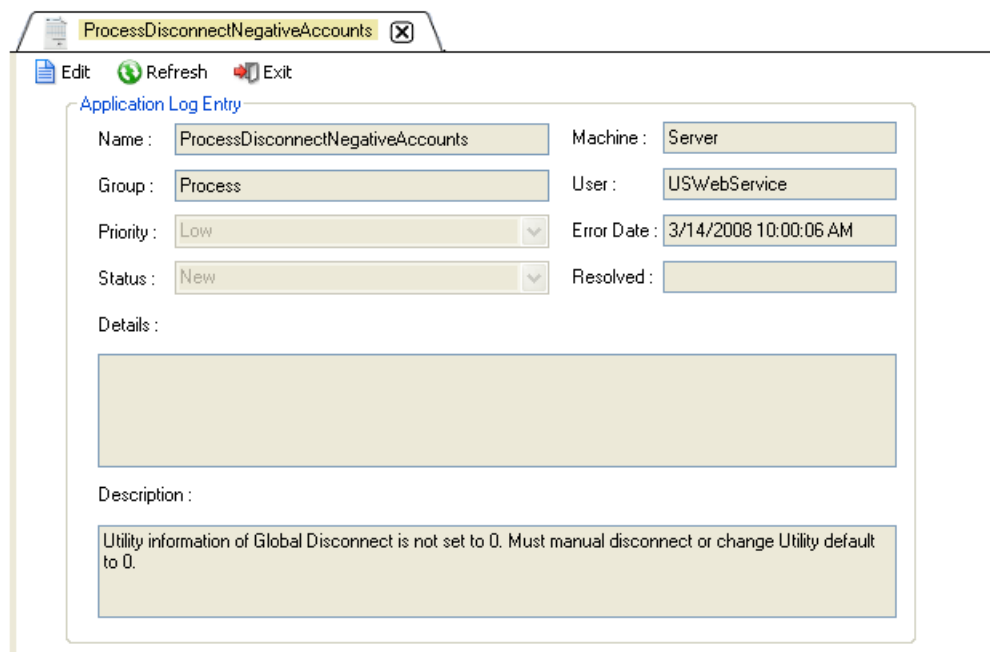 ProcessDisconnectNegativeAccounts
Edit Refresh Exit
Application Log Entry
Name : ProcessDisconnectNegativeAccounts Machine : Server
Group : Process User : USWebService
Priority : Low Error Date : 3/14/2008 10:00:06 AM
Status : New Resolved :
Details :
Description :
Utility information of Global Disconnect is not set to 0. Must manual disconnect or change Utility default
to 0.